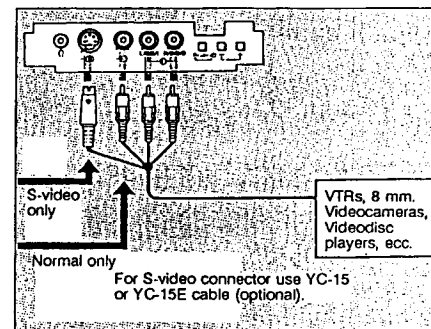 S-video
only
Normal only
VTRs, 8 mm.
Videocameras,
Videodisc
players, ecc.
For S-video connector use YC-15
or YC-15E cable (optional).